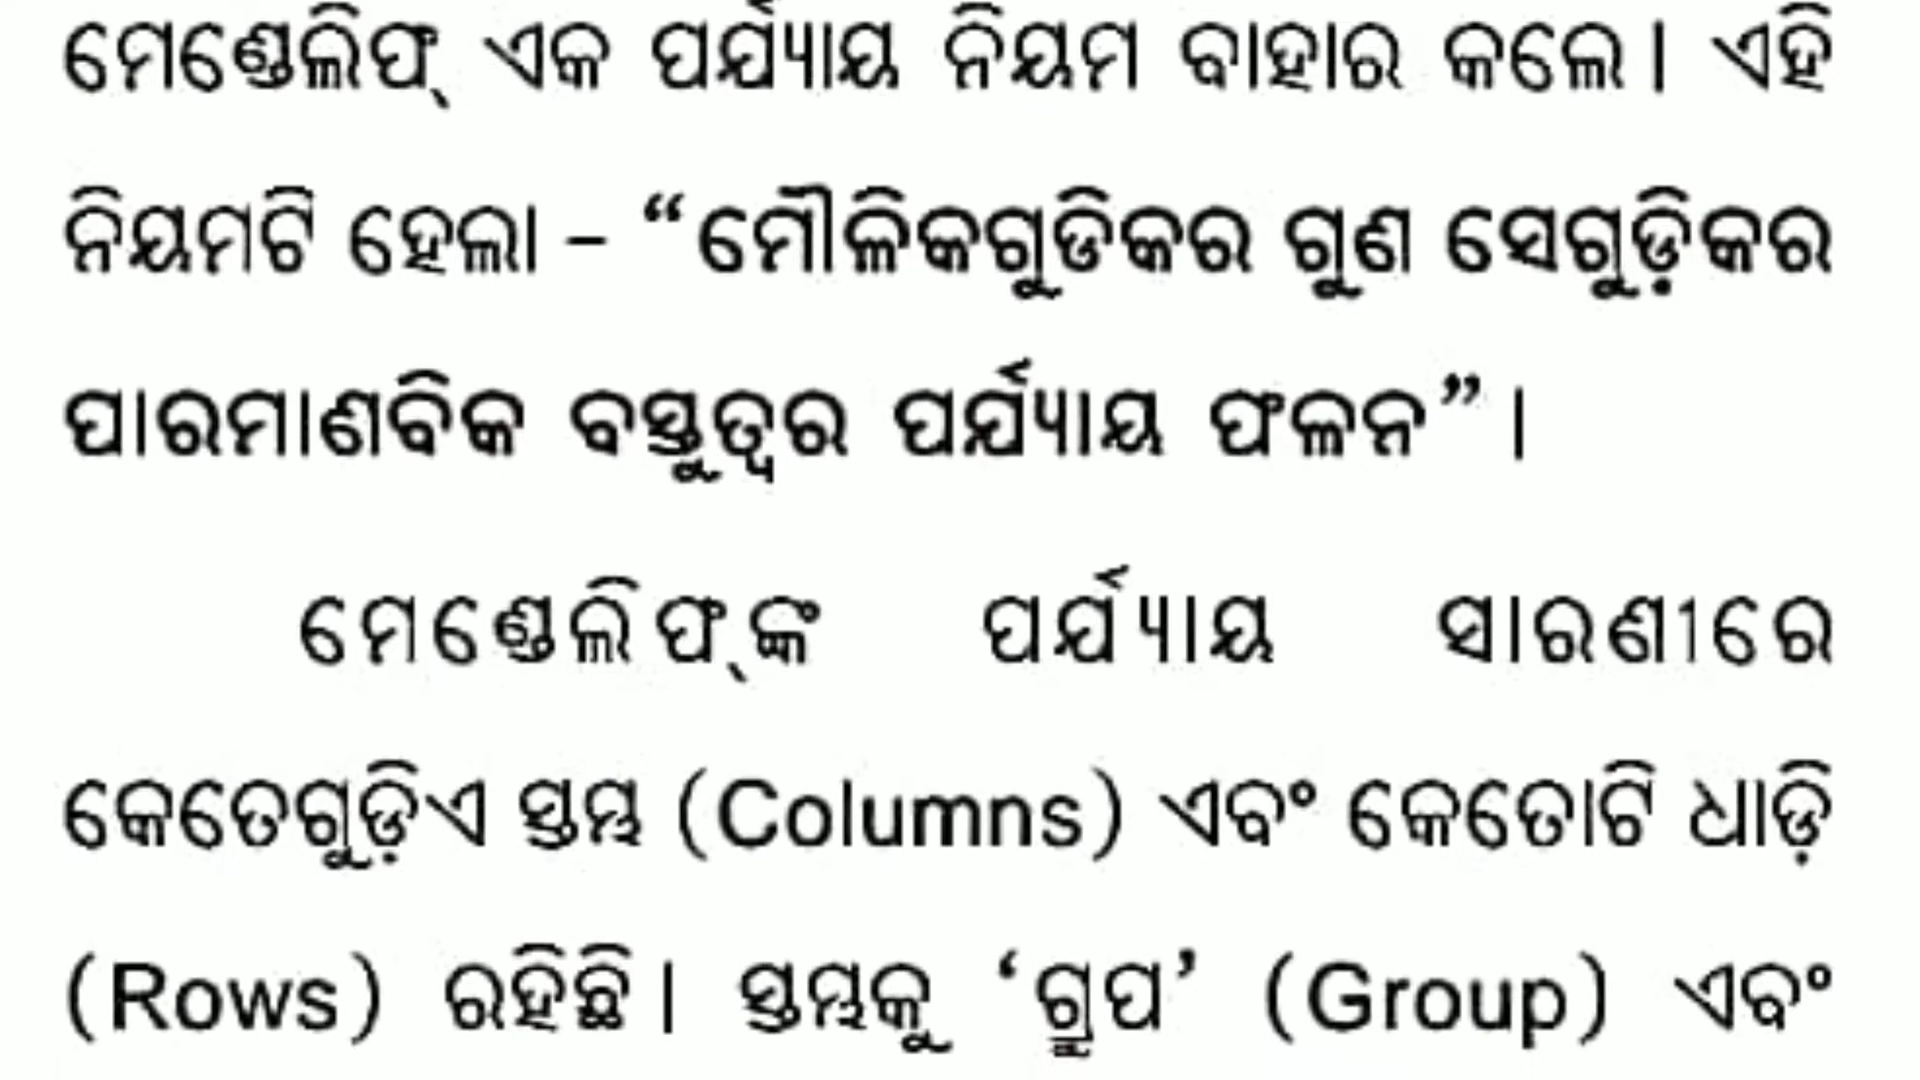 ମେଣ୍ଡେଲିଫ୍ ଏକ ପର୍ଯ୍ୟାୟ ନିୟମ ବାହାର କଲେ। ଏହି
ନିୟମଟି ହେଲା – “ମୌଳିକଗୁଡିକର ଗୁଣ ସେଗୁଡ଼ିକର
ପାରମାଣବିକ ବସ୍ତୁତ୍ୱର ପର୍ଯ୍ୟାୟ ଫଳନ”।
ମେଣ୍ଡେଲିଫ୍‌ଙ୍କ ପର୍ଯ୍ୟାୟ ସାରଣୀରେ
କେତେଗୁଡ଼ିଏ ସ୍ତମ୍ଭ (Columns) ଏବଂ କେତୋଟି ଧାଡ଼ି
(Rows) ରହିଛି। ସ୍ତମ୍ଭକୁ ‘ଗ୍ରୁପ’ (Group) ଏବଂ